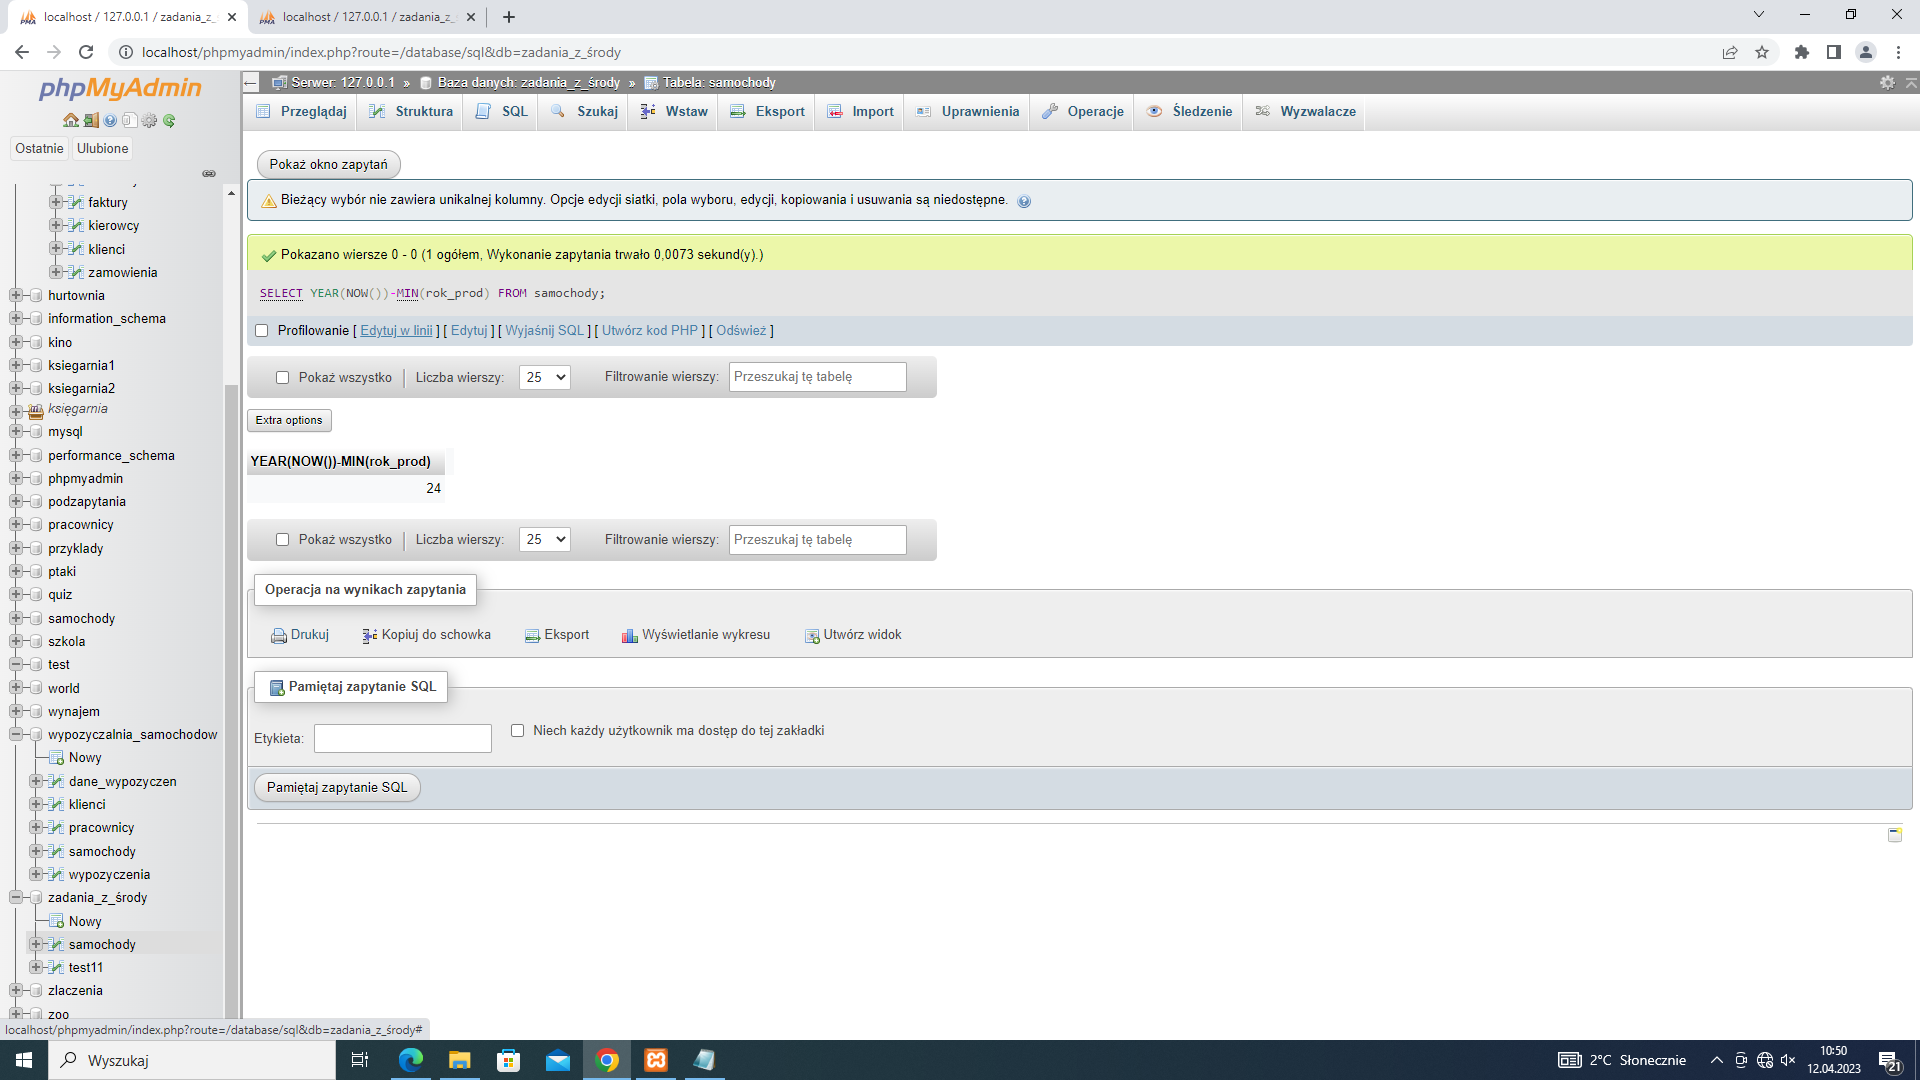 localhost / 127.0.0.1 / zadania_z_
localhost / 127.0.0.1 / zadania_z_
localhost/phpmyadmin/index.php?route=/database/sql&db=zadania_z_środy
phpMyAdmin
Ostatnie
Ulubione
faktury
kierowcy
klienci
zamowienia
hurtownia
information_schema
kino
ksiegarnia1
ksiegarnia2
księgarnia
mysql
performance_schema
phpmyadmin
podzapytania
pracownicy
przyklady
ptaki
quiz
samochody
szkola
test
world
wynajem
wypozyczalnia_samochodow
Nowy
dane_wypozyczen
klienci
pracownicy
samochody
wypozyczenia
zadania_z_środy
Nowy
samochody
test11
zlaczenia
zoo
localhost/phpmyadmin/index.php?route=/database/sql&db=zadania_z_środy#
Serwer: 127.0.0.1 » Baza danych: zadania_z_środy » Tabela: samochody
Przeglądaj Struktura SQL Szukaj Wstaw Eksport Import Uprawnienia Operacje Śledzenie Wyzwalacze
Pokaż okno zapytań
Bieżący wybór nie zawiera unikalnej kolumny. Opcje edycji siatki, pola wyboru, edycji, kopiowania i usuwania są niedostępne.
Pokazano wiersze 0 - 0 (1 ogółem, Wykonanie zapytania trwało 0,0073 sekund(y).)
SELECT YEAR(NOW())-MIN(rok_prod) FROM samochody;
Profilowanie [ Edytuj w linii ] [ Edytuj ] [ Wyjaśnij SQL ] [ Utwórz kod PHP ] [ Odśwież ]
Pokaż wszystko Liczba wierszy: 25 Filtrowanie wierszy: Przeszukaj tę tabelę
Extra options
YEAR(NOW())-MIN(rok_prod)
24
Pokaż wszystko Liczba wierszy: 25 Filtrowanie wierszy: Przeszukaj tę tabelę
Operacja na wynikach zapytania
Drukuj Kopiuj do schowka Eksport Wyświetlanie wykresu Utwórz widok
Pamiętaj zapytanie SQL
Etykieta: Niech każdy użytkownik ma dostęp do tej zakładki
Pamiętaj zapytanie SQL
Wyszukaj
2°C Słonecznie
10:50
12.04.2023
21